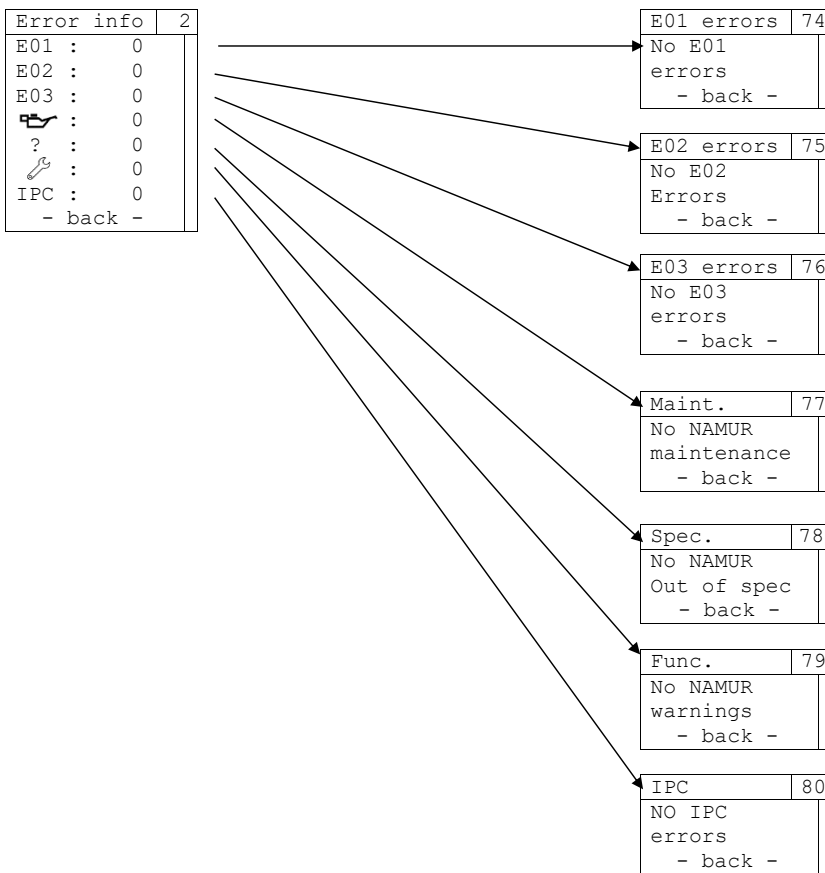 Error info 2
E01 : 0
E02 : 0
E03 : 0
: 0
? : 0
: 0
IPC : 0
- back -
E01 errors 74
No E01
errors
- back -
E02 errors 75
No E02
Errors
- back -
E03 errors 76
No E03
errors
- back -
Maint. 77
No NAMUR
maintenance
- back -
Spec. 78
No NAMUR
Out of spec
- back -
Func. 79
No NAMUR
warnings
- back -
IPC 80
NO IPC
errors
- back -